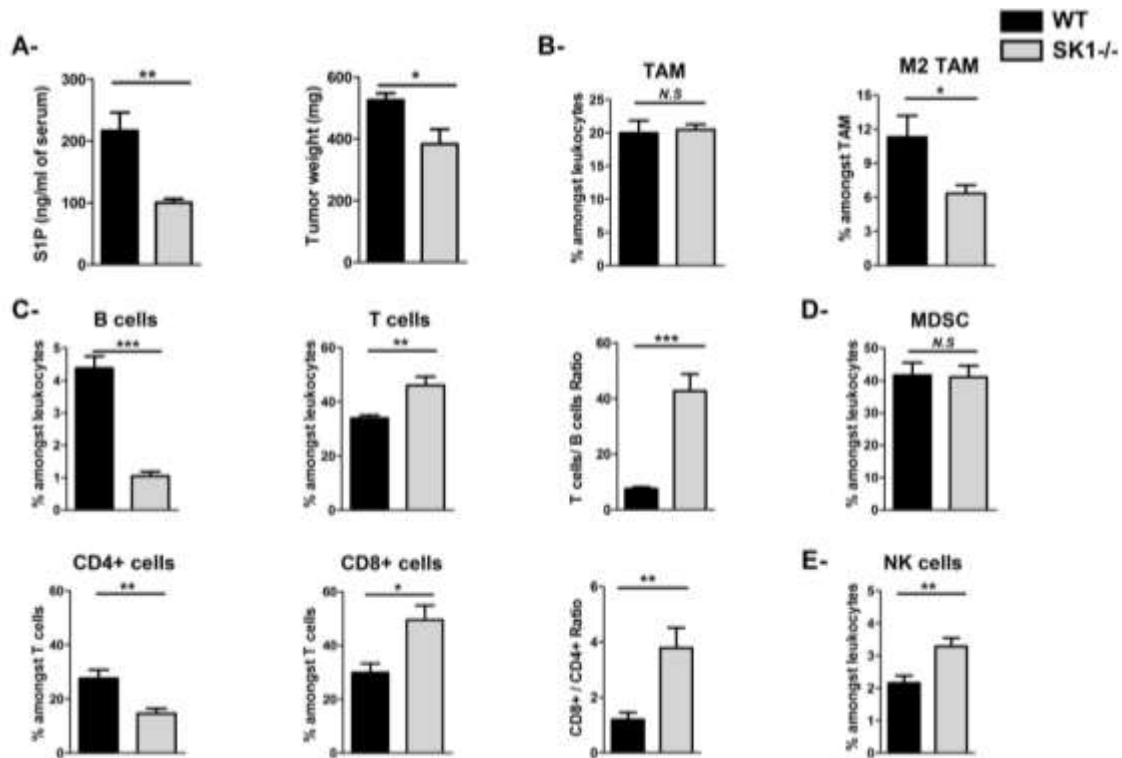 WT
SK1-/-
A-
**
S1P (ng/ml of serum)
300
200
100
0
*
Tumor weight (mg)
600
400
200
0
B-
TAM
N.S
% amongst leukocytes
25
20
15
10
5
0
M2 TAM
*
% amongst TAM
15
12
9
6
3
0
C-
B cells
***
% amongst leukocytes
5
4
3
2
1
0
T cells
**
% amongst leukocytes
60
40
20
0
***
T cells/ B cells Ratio
60
40
20
0
D-
MDSC
N.S
% amongst leukocytes
50
40
30
20
10
0
CD4+ cells
**
% amongst T cells
60
40
20
0
CD8+ cells
*
% amongst T cells
60
40
20
0
**
CD8+ / CD4+ Ratio
6
4
2
0
E-
NK cells
**
% amongst leukocytes
5
4
3
2
1
0